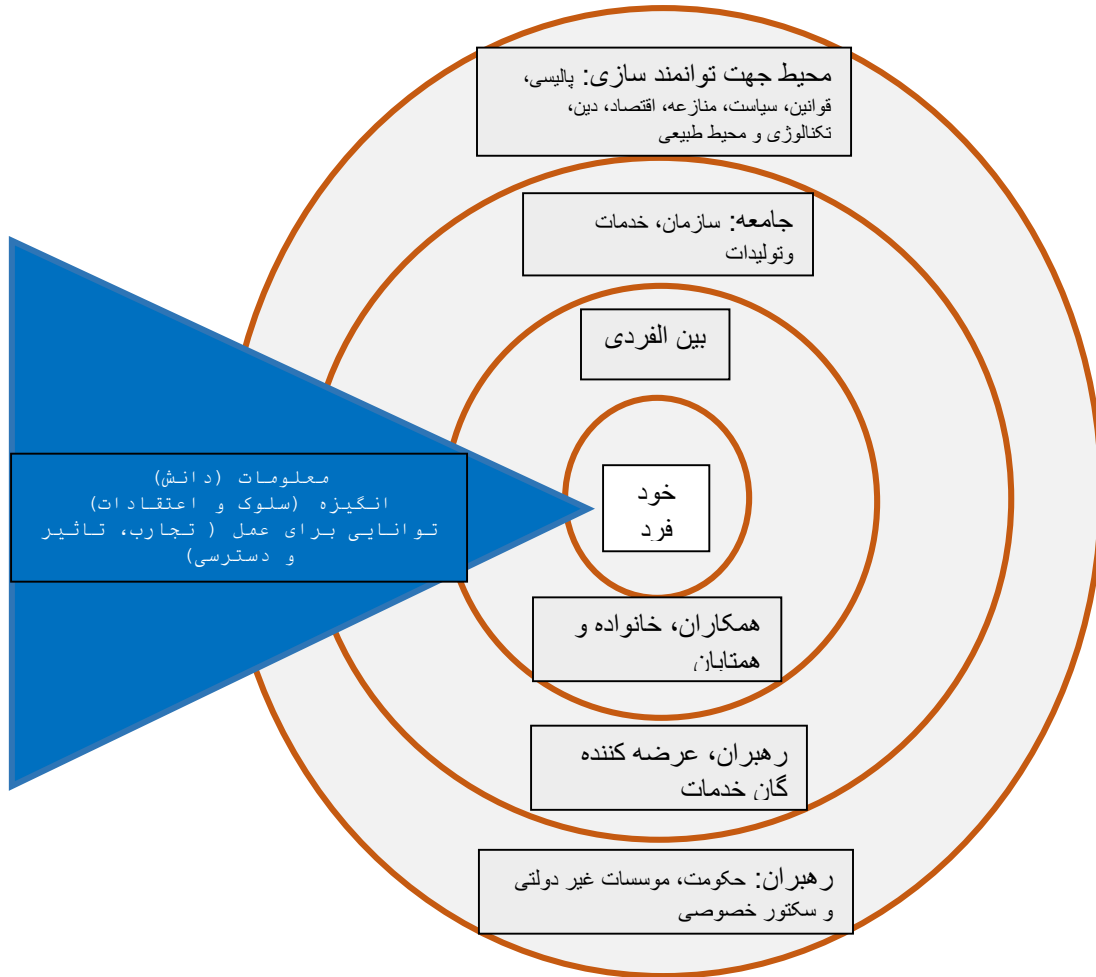 محیط جهت توانمند سازی: پالیسی،
قوانین، سیاست، منازعه، اقتصاد، دین،
تکنالوژی و محیط طبیعی
جامعه: سازمان، خدمات
وتولیدات
بین الفردی
خود
فرد
معلومات (دانش)
انگیزه (سلوک و اعتقادات)
توانایی برای عمل ( تجارب، تاثیر
و دسترسی)
همکاران، خانواده و
همتایان
رهبران، عرضه کننده
گان خدمات
رهبران: حکومت، موسسات غیر دولتی
و سکتور خصوصی